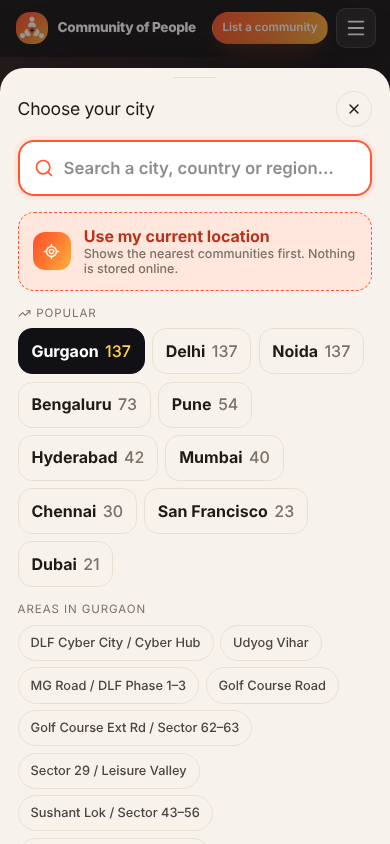 Community of People
List a community
Choose your city
Search a city, country or region...
Use my current location
Shows the nearest communities first. Nothing
is stored online.
POPULAR
Gurgaon 137
Delhi 137
Noida 137
Bengaluru 73
Pune 54
Hyderabad 42
Mumbai 40
Chennai 30
San Francisco 23
Dubai 21
AREAS IN GURGAON
DLF Cyber City / Cyber Hub
Udyog Vihar
MG Road / DLF Phase 1–3
Golf Course Road
Golf Course Ext Rd / Sector 62–63
Sector 29 / Leisure Valley
Sushant Lok / Sector 43–56